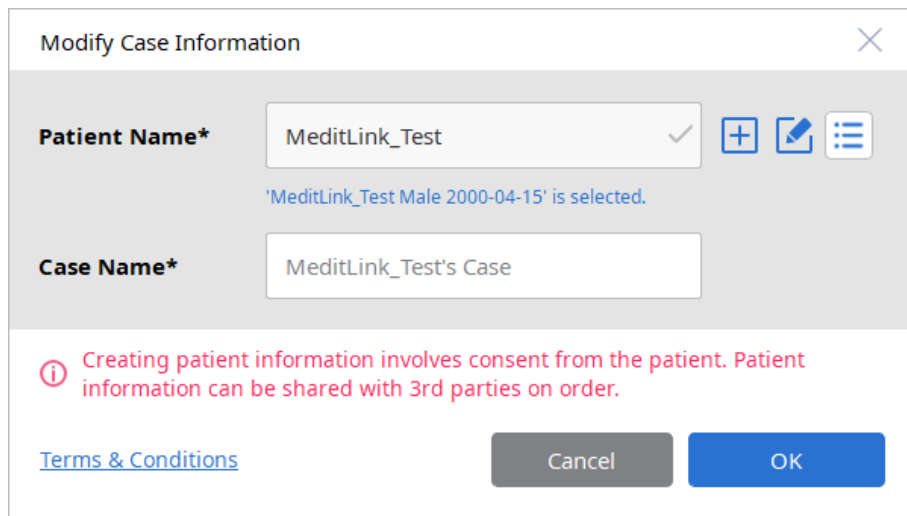 Modify Case Information
Patient Name*
MeditLink_Test
'MeditLink_Test Male 2000-04-15' is selected.
Case Name*
MeditLink_Test's Case
Creating patient information involves consent from the patient. Patient
information can be shared with 3rd parties on order.
Terms & Conditions
Cancel
OK